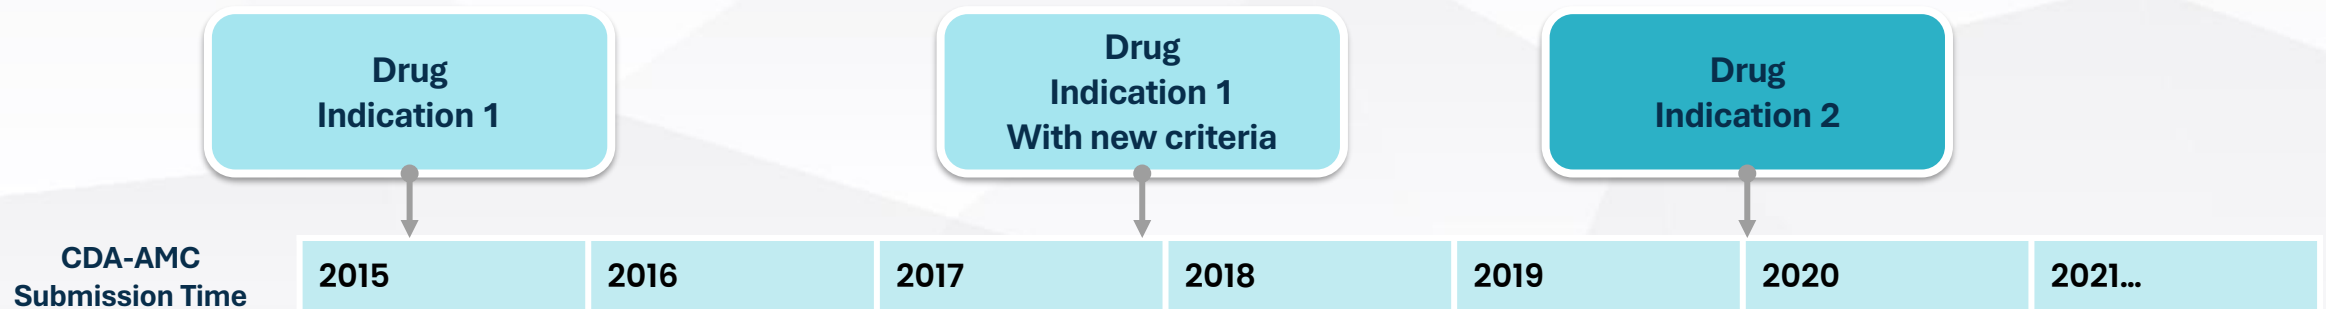 Drug
Indication 1
Drug
Indication 1
With new criteria
Drug
Indication 2
CDA-AMC
Submission Time
2015
2016
2017
2018
2019
2020
2021...